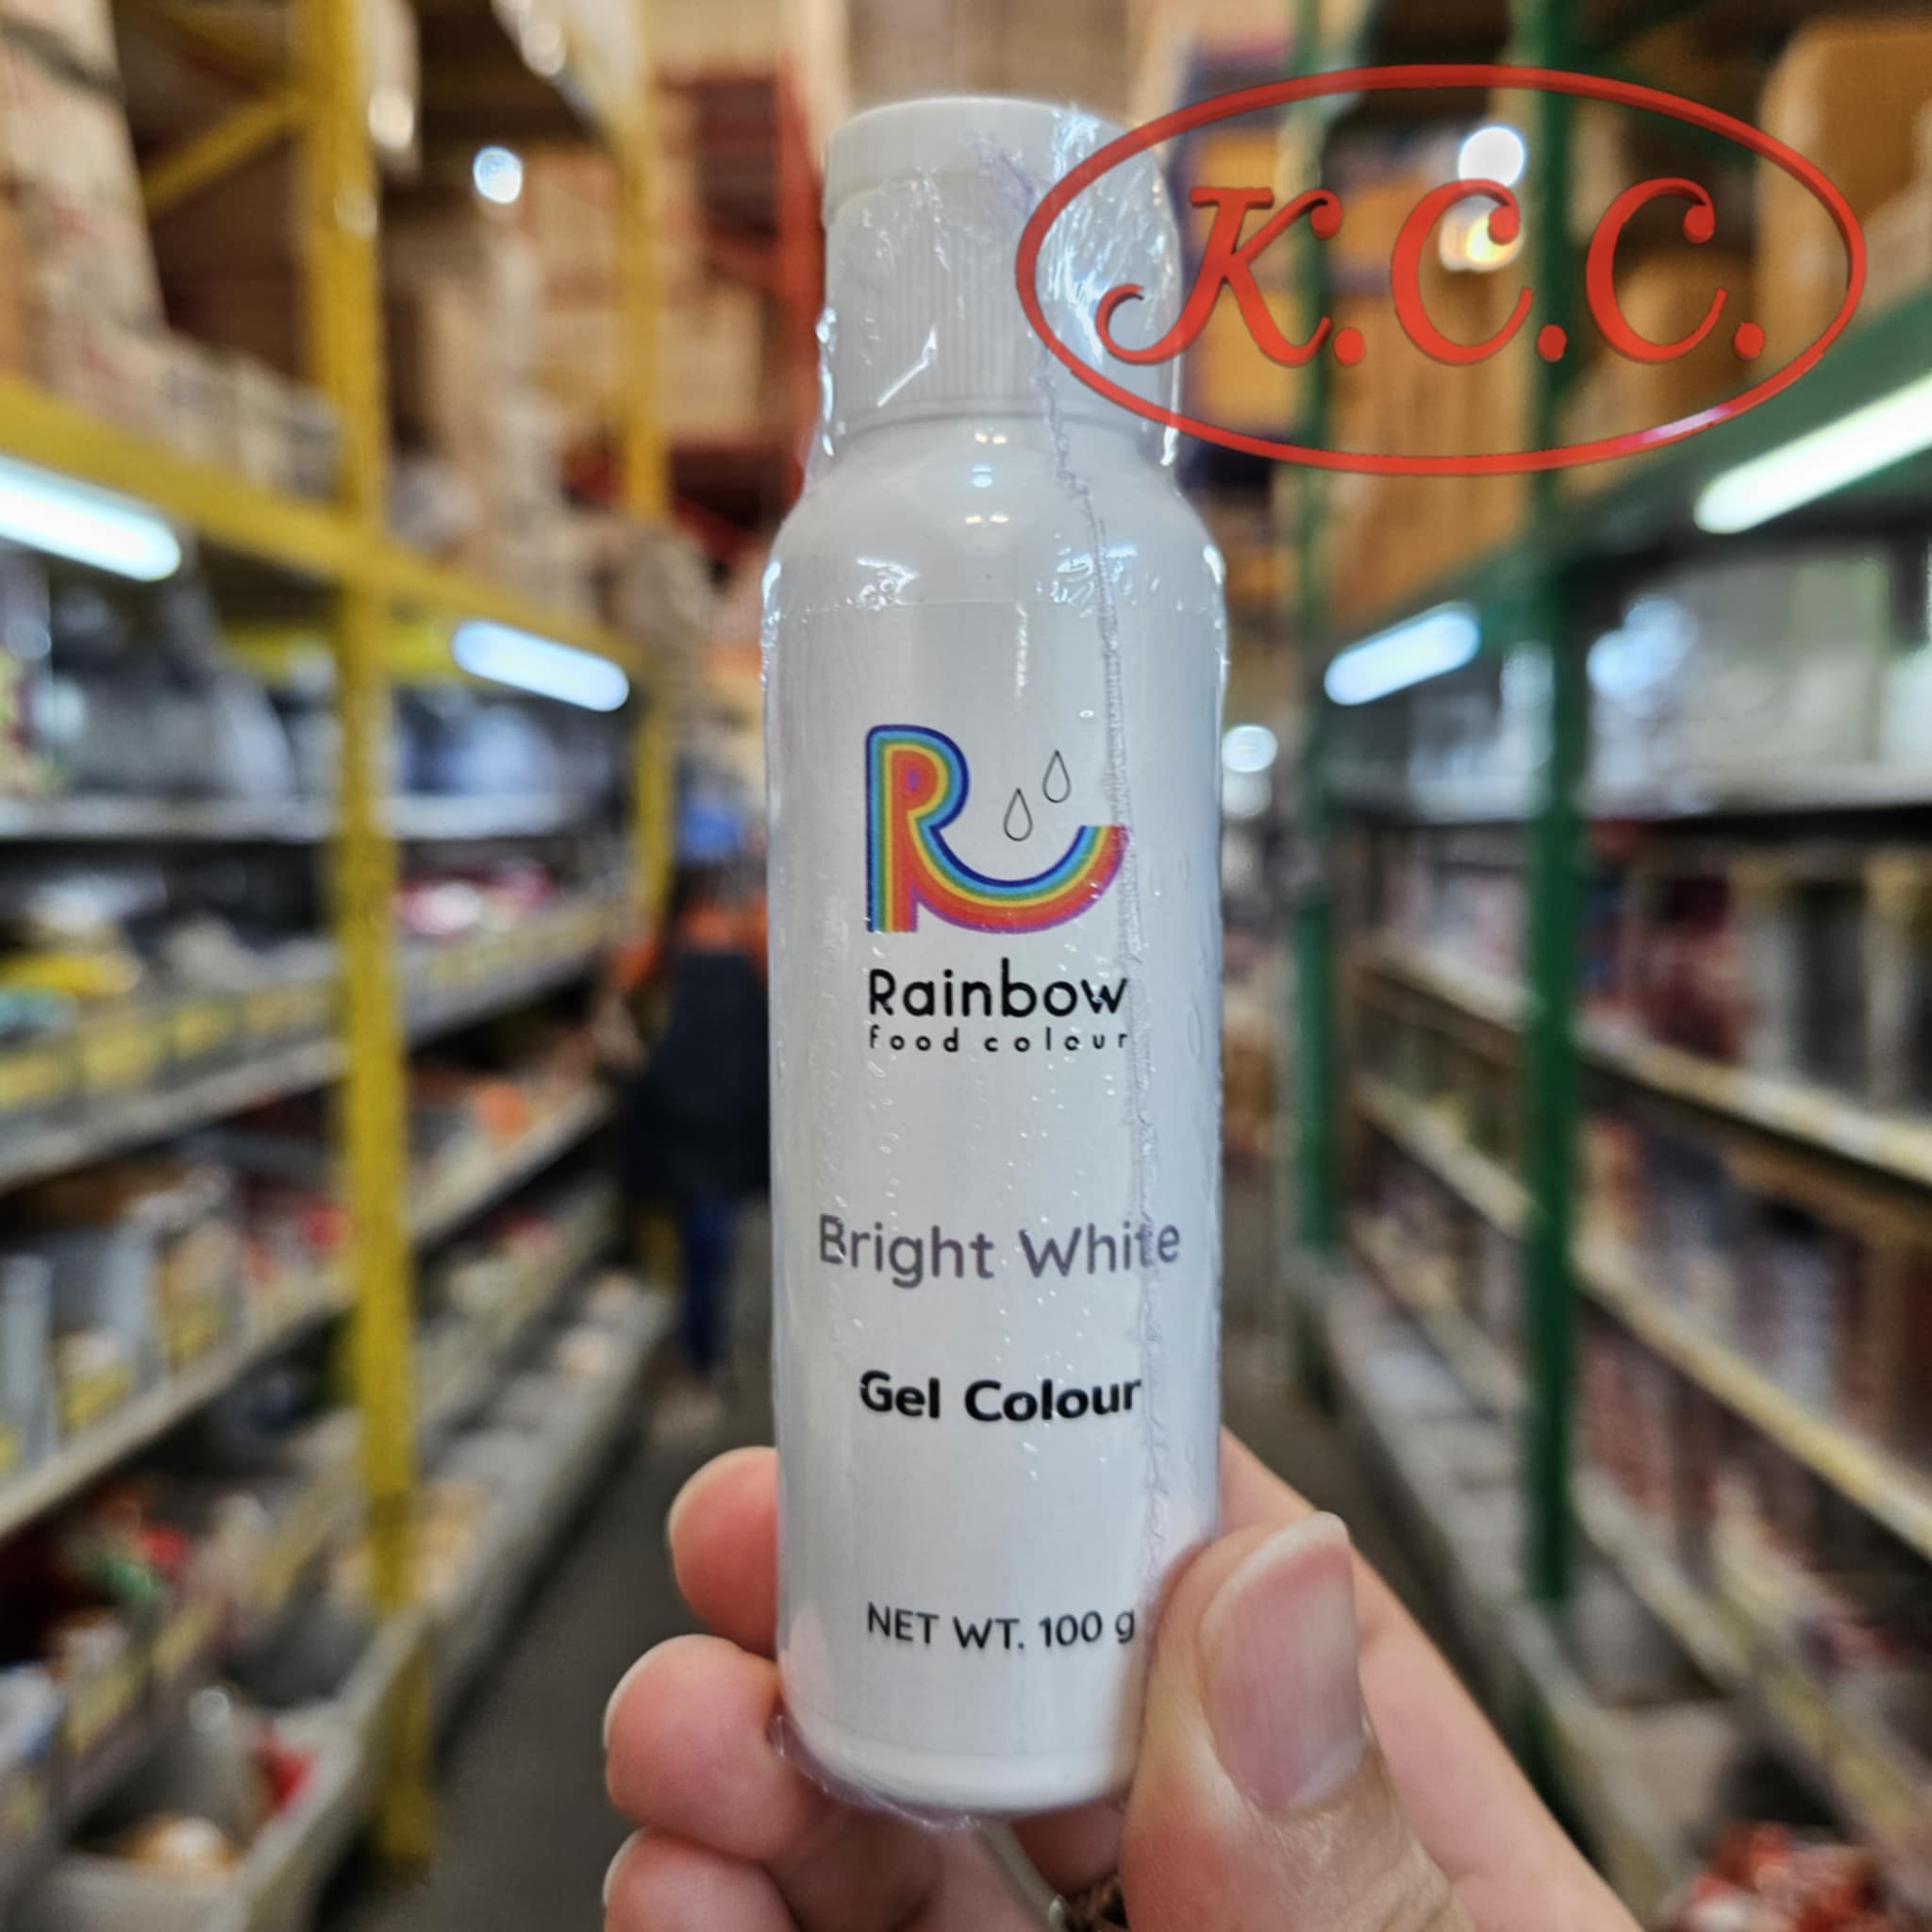 K.C.C.
R
Rainbow
food colour
Bright White
Gel Colour
NET WT. 100 g